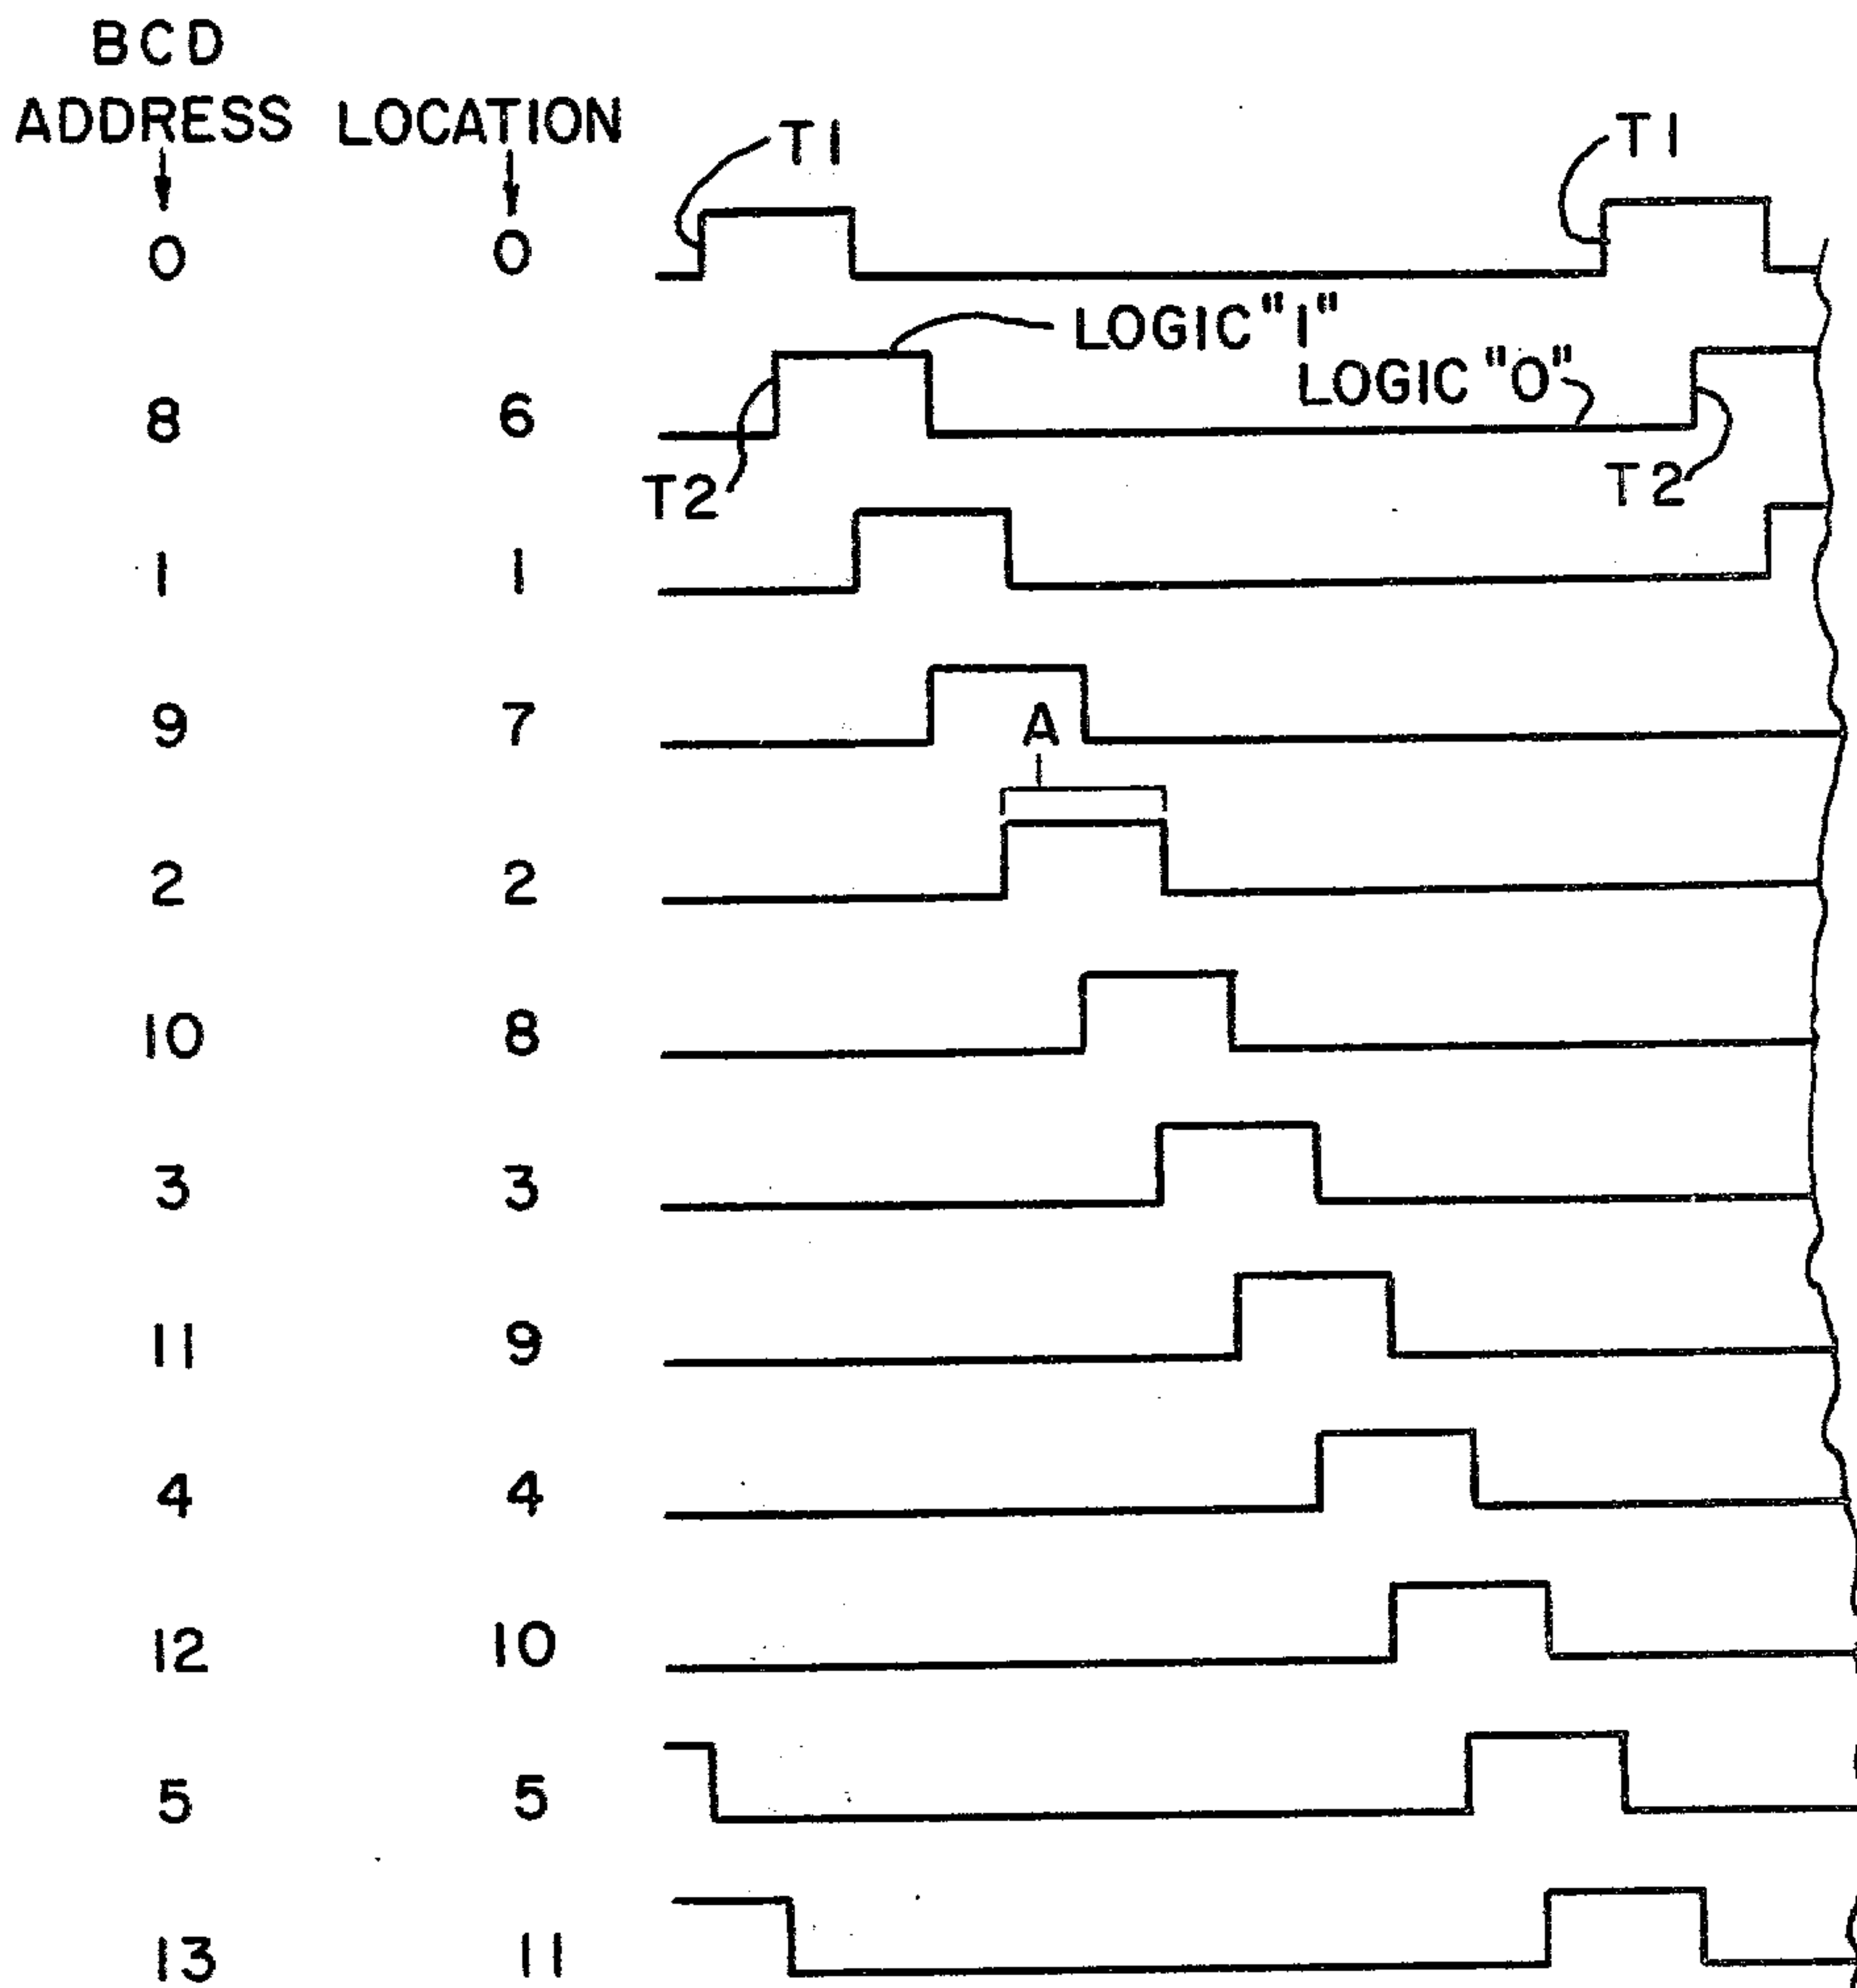 BCD
ADDRESS LOCATION
T1 T1
0 0
LOGIC "1"
LOGIC "0"
8 6
T2 T2
1 1
9 7
A
2 2
10 8
3 3
11 9
4 4
12 10
5 5
13 11